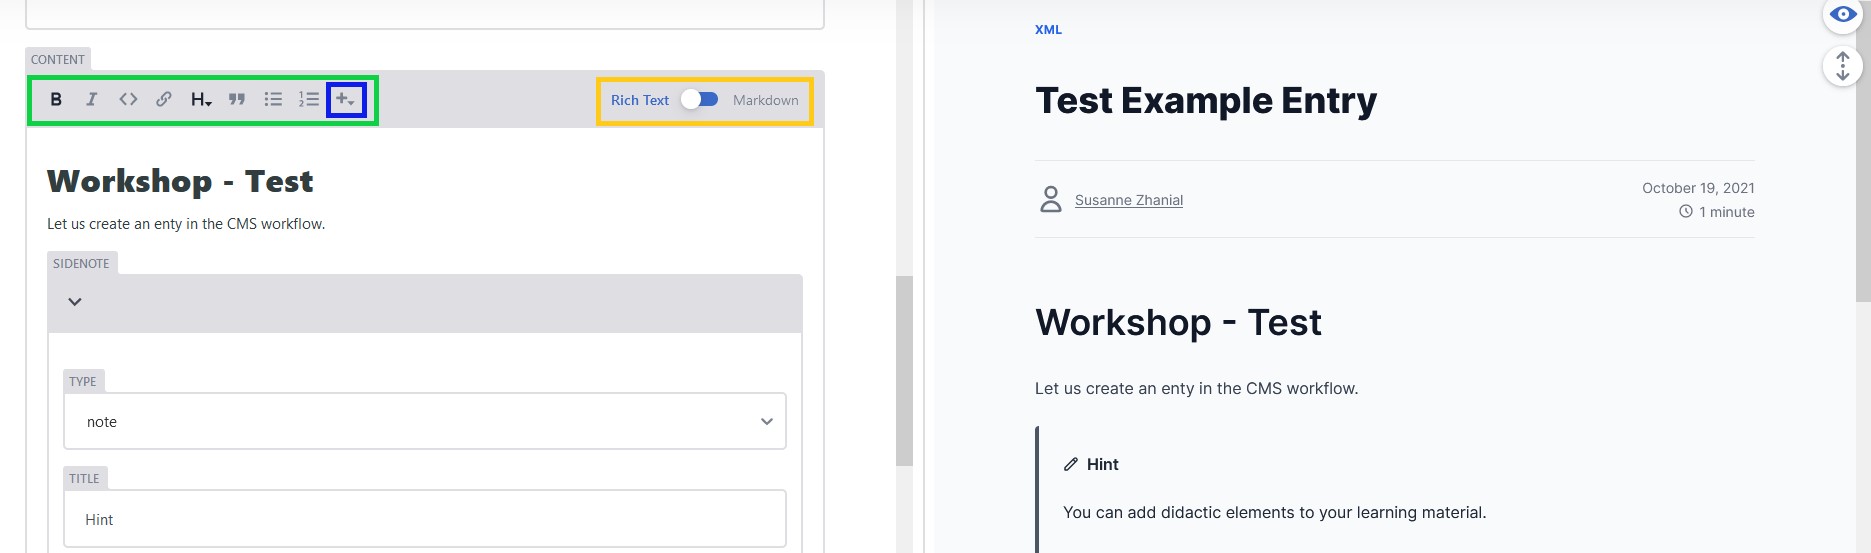 CONTENT
B I <> H
Rich Text Markdown
Workshop - Test
Let us create an enty in the CMS workflow.
SIDENOTE
TYPE
note
TITLE
Hint
XML
Test Example Entry
Susanne Zhanial
October 19, 2021
1 minute
Workshop - Test
Let us create an enty in the CMS workflow.
Hint
You can add didactic elements to your learning material.